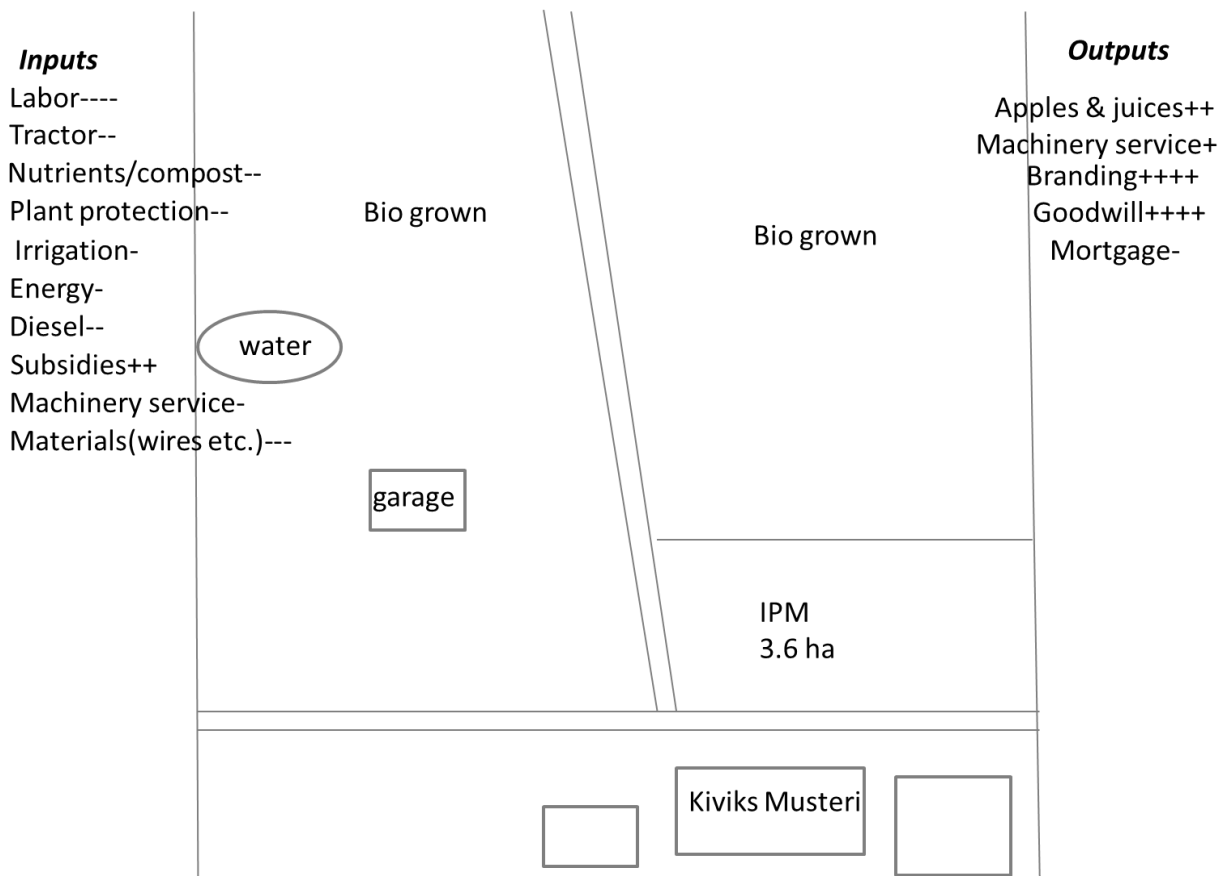 Inputs
Labor----
Tractor--
Nutrients/compost--
Plant protection--
Irrigation-
Energy-
Diesel--
Subsidies++
Machinery service-
Materials(wires etc.)---
Bio grown
water
garage
Bio grown
IPM
3.6 ha
Kiviks Musteri
Outputs
Apples & juices++
Machinery service+
Branding++++
Goodwill++++
Mortgage-